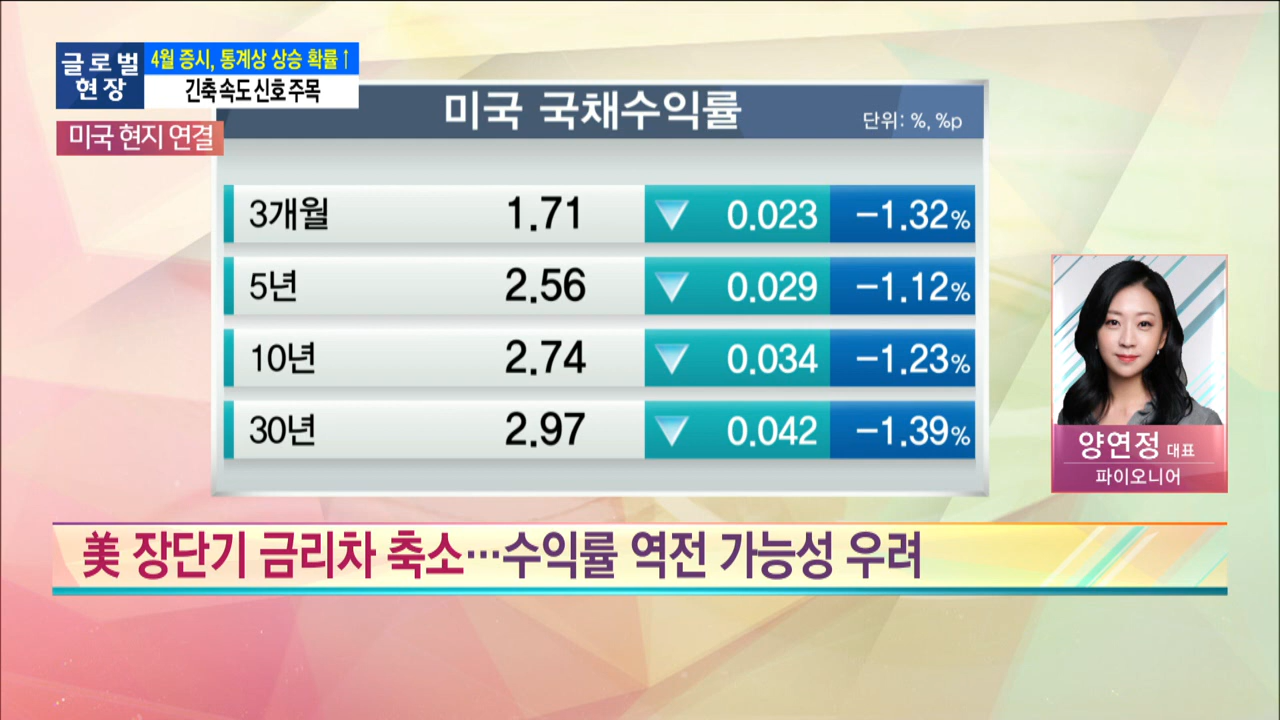 글로벌
현장
4월 증시, 통계상 상승 확률↑
긴축 속도 신호 주목
미국 현지 연결
미국 국채수익률
단위: %, %p
3개월 1.71 ▼ 0.023 -1.32%
5년 2.56 ▼ 0.029 -1.12%
10년 2.74 ▼ 0.034 -1.23%
30년 2.97 ▼ 0.042 -1.39%
양연정 대표
파이오니어
美 장단기 금리차 축소…수익률 역전 가능성 우려